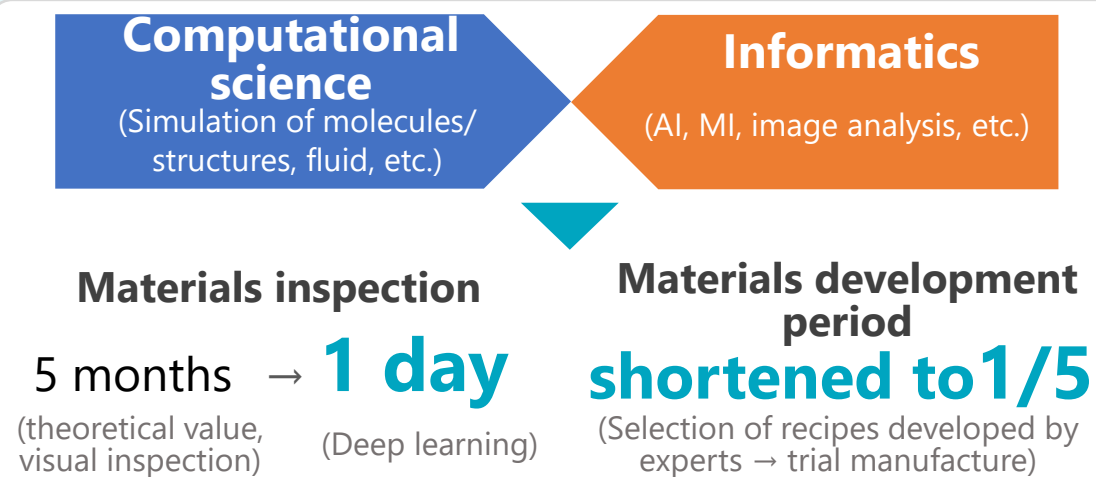 Computational
science
(Simulation of molecules/
structures, fluid, etc.)
Informatics
(AI, MI, image analysis, etc.)
Materials inspection
5 months → 1 day
(theoretical value,
visual inspection)
(Deep learning)
Materials development
period
shortened to1/5
(Selection of recipes developed by
experts → trial manufacture)